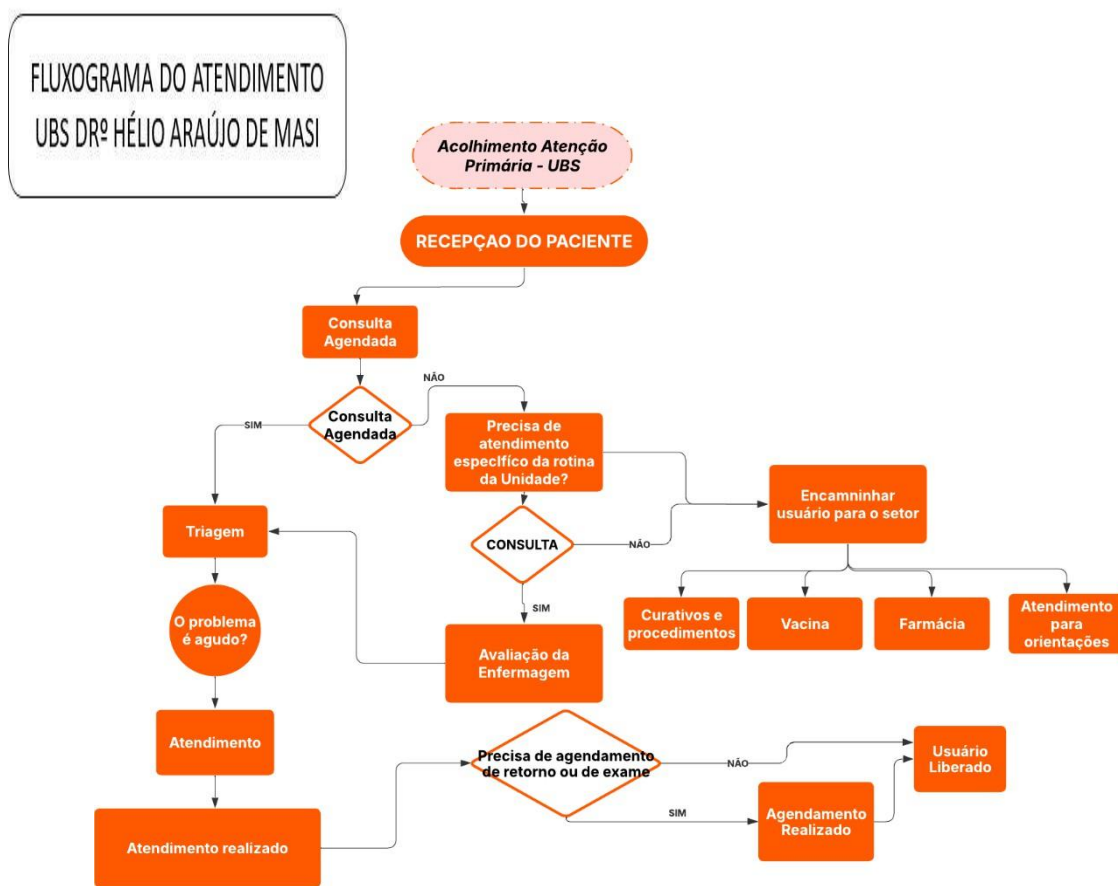 FLUXOGRAMA DO ATENDIMENTO
UBS DRº HÉLIO ARAÚJO DE MASI
Acolhimento Atenção
Primária - UBS
RECEPÇAO DO PACIENTE
Consulta
Agendada
NÃO
Consulta
Agendada
SIM
Precisa de
atendimento
especIfíco da rotina
da Unidade?
Encamninhar
usuário para o setor
Triagem
CONSULTA
NÃO
SIM
Curativos e
procedimentos
Vacina
Farmácia
Atendimento
para
orientações
O problema
é agudo?
Avaliação da
Enfermagem
Atendimento
Precisa de agendamento
de retorno ou de exame
NÃO
Usuário
Liberado
SIM
Agendamento
Realizado
Atendimento realizado